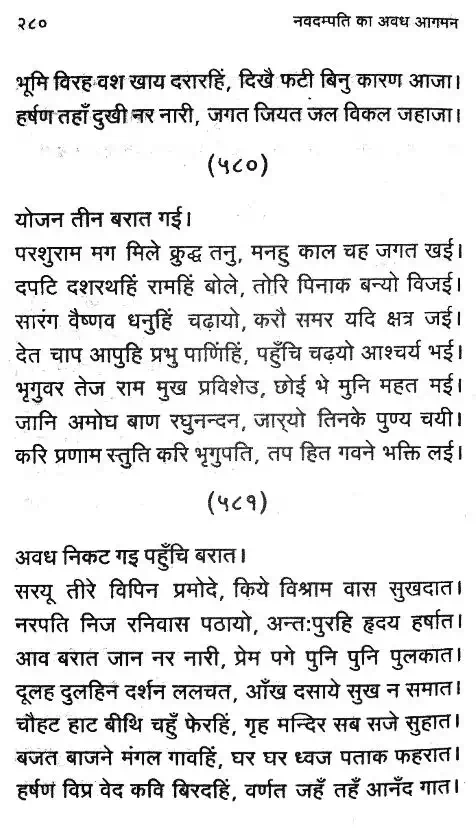 २८०
नवदम्पति का अवध आगमन
भूमि विरह वश खाय दरारहिं, दिखै फटी बिनु कारण आजा।
हर्षण तहाँ दुखी नर नारी, जगत जियत जल विकल जहाजा।
(५८०)
योजन तीन बरात गई।
परशुराम मग मिले क्रुद्ध तनु, मनहु काल चह जगत खई।
दपटि दशरथहिं रामहिं बोले, तोरि पिनाक बन्यो विजई।
सारंग वैष्णव धनुहिं चढ़ायो, करौ समर यदि क्षत्र जई।
देत चाप आपुहि प्रभु पाणिंहिं, पहुँचि चढ़यो आश्चर्य भई।
भृगुवर तेज राम मुख प्रविशेउ, छोई भे मुनि महत मई।
जानि अमोघ बाण रघुनन्दन, जार्‌यो तिनके पुण्य चयी।
करि प्रणाम स्तुति करि भृगुपति, तप हित गवने भक्ति लई।
(५८१)
अवध निकट गइ पहुँचि बरात।
सरयू तीरे विपिन प्रमोदे, किये विश्राम वास सुखदात।
नरपति निज रनिवास पठायो, अन्त:पुरहि हृदय हर्षात।
आव बरात जान नर नारी, प्रेम पगे पुनि पुनि पुलकात।
दूलह दुलहिन दर्शन ललचत, आँख दसाये सुख न समात।
चौहट हाट बीथि चहुँ फेरहिं, गृह मन्दिर सब सजे सुहात।
बजत बाजने मंगल गावहिं, घर घर ध्वज पताक फहरात।
हर्षण विप्र वेद कवि बिरदहिं, वर्णत जहँ तहँ आनँद गात।